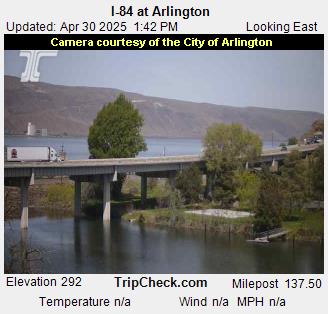 I-84 at Arlington
Updated: Apr 30 2025 1:42 PM Looking East
Camera courtesy of the City of Arlington
Elevation 292 TripCheck.com Milepost 137.50
Temperature n/a Wind n/a MPH n/a